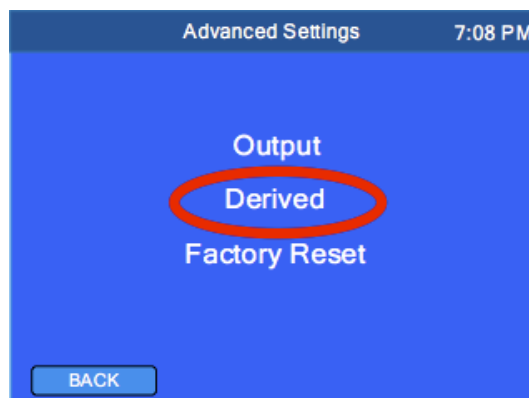 Advanced Settings 7:08 PM
Output
Derived
Factory Reset
BACK